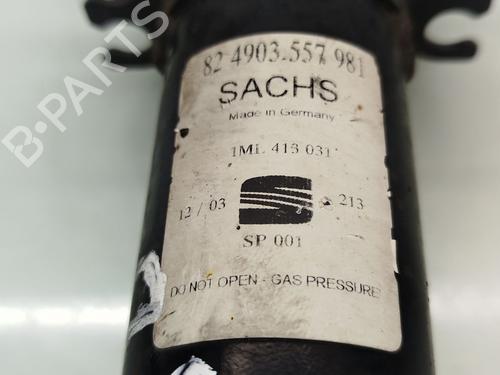 82 4903.557 981
SACHS
Made in Germany
1ML 413 031
12 / 03
213
SP 001
DO NOT OPEN - GAS PRESSURE
B-PARTS